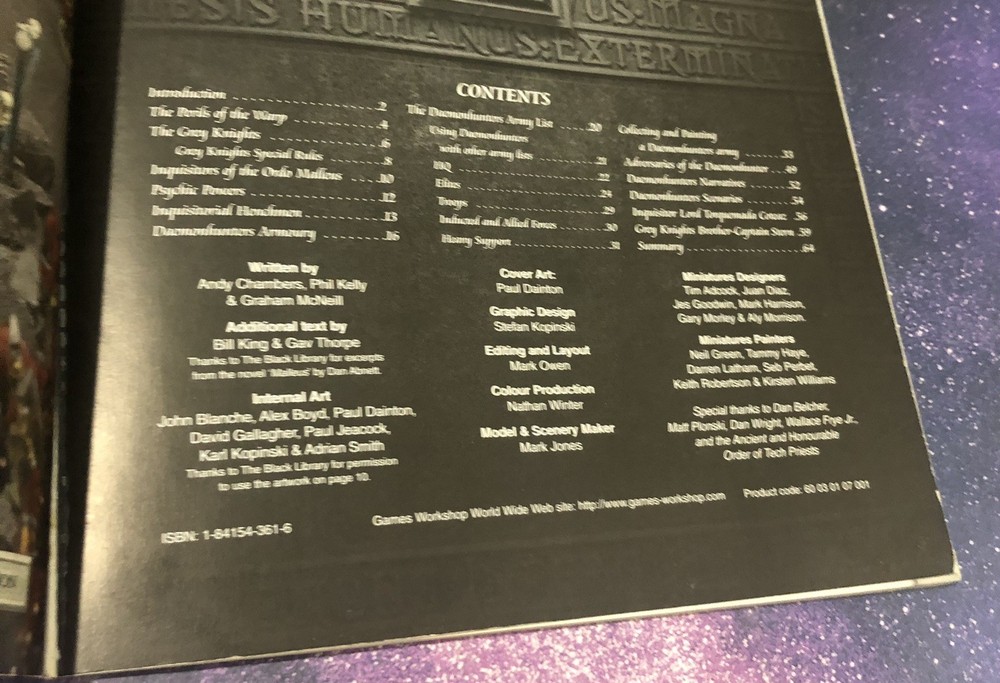 ESIS HUMANUS:EXTERMINAT
US:MAGNA
CONTENTS
Introduction 2
The Perils of the Warp 4
The Grey Knights 6
Grey Knights Special Rules 8
Inquisitors of the Ordo Malleus 10
Psychic Powers 12
Inquisitorial Henchmen 13
Daemonhunters Armoury 16
The Daemonhunters Army List 20
Using Daemonhunters
with other army lists 21
HQ 22
Elites 25
Troops 29
Inducted and Allied Forces 30
Heavy Support 31
Collecting and Painting
a Daemonhunters army 33
Adversaries of the Daemonhunter 49
Daemonhunters Narratives 52
Daemonhunters Scenarios 54
Inquisitor Lord Torquemada Coteaz 56
Grey Knights Brother-Captain Stern 59
Summary 64
Written by
Andy Chambers, Phil Kelly
& Graham McNeill
Additional text by
Bill King & Gav Thorpe
Thanks to The Black Library for excerpts
from the novel 'Malleus' by Dan Abnett.
Internal Art
John Blanche, Alex Boyd, Paul Dainton,
David Gallagher, Paul Jeacock,
Karl Kopinski & Adrian Smith
Thanks to The Black Library for permission
to use the artwork on page 10.
Cover Art:
Paul Dainton
Graphic Design
Stefan Kopinski
Editing and Layout
Mark Owen
Colour Production
Nathan Winter
Model & Scenery Maker
Mark Jones
Miniatures Designers
Tim Adcock, Juan Diaz,
Jes Goodwin, Mark Harrison,
Gary Morley & Aly Morrison.
Miniatures Painters
Neil Green, Tammy Haye,
Darren Latham, Seb Perbet,
Keith Robertson & Kirsten Williams
Special thanks to Dan Belcher,
Matt Plonski, Dan Wright, Wallace Frye Jr.,
and the Ancient and Honourable
Order of Tech Priests
ISBN: 1-84154-361-6
Games Workshop World Wide Web site: http://www.games-workshop.com
Product code: 60 03 01 07 001